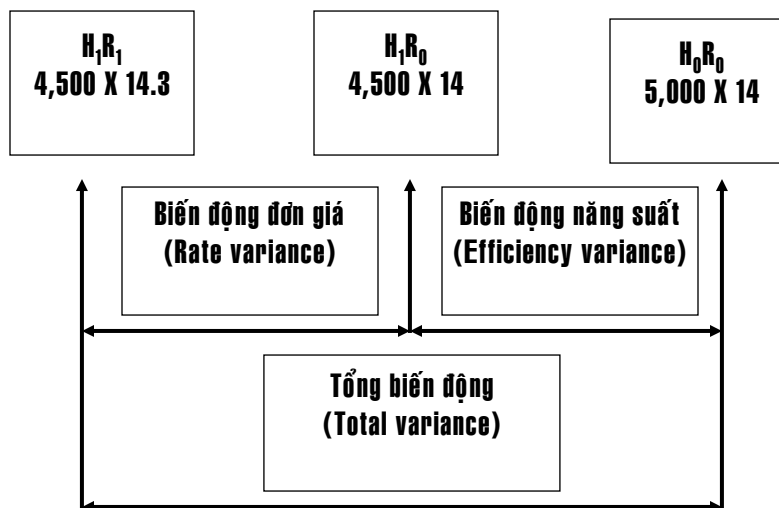 H₁R₁
4,500 X 14.3
H₁R₀
4,500 X 14
H₀R₀
5,000 X 14
Biến động đơn giá
(Rate variance)
Biến động năng suất
(Efficiency variance)
Tổng biến động
(Total variance)